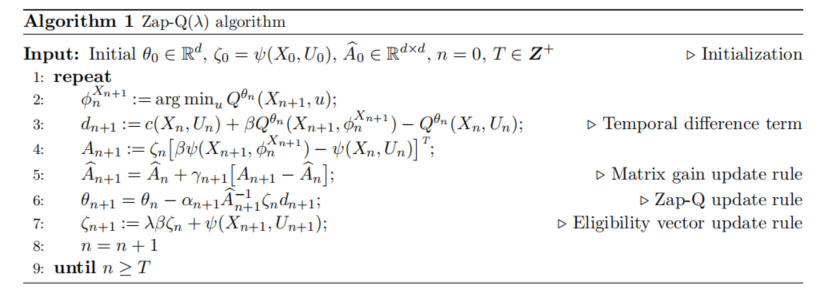 Algorithm 1 Zap-Q(λ) algorithm
Input: Initial θ₀ ∈ ℝᵈ, ζ₀ = ψ(X₀, U₀), Â₀ ∈ ℝᵈˣᵈ, n = 0, T ∈ Z⁺ ▷ Initialization
1: repeat
2: ϕₙ^{Xₙ₊₁} := arg minᵤ Q^{θₙ}(Xₙ₊₁, u);
3: dₙ₊₁ := c(Xₙ, Uₙ) + βQ^{θₙ}(Xₙ₊₁, ϕₙ^{Xₙ₊₁}) − Q^{θₙ}(Xₙ, Uₙ); ▷ Temporal difference term
4: Aₙ₊₁ := ζₙ[βψ(Xₙ₊₁, ϕₙ^{Xₙ₊₁}) − ψ(Xₙ, Uₙ)]ᵀ;
5: Âₙ₊₁ = Âₙ + γₙ₊₁[Aₙ₊₁ − Âₙ]; ▷ Matrix gain update rule
6: θₙ₊₁ = θₙ − αₙ₊₁Âₙ₊₁⁻¹ζₙdₙ₊₁; ▷ Zap-Q update rule
7: ζₙ₊₁ := λβζₙ + ψ(Xₙ₊₁, Uₙ₊₁); ▷ Eligibility vector update rule
8: n = n + 1
9: until n ≥ T